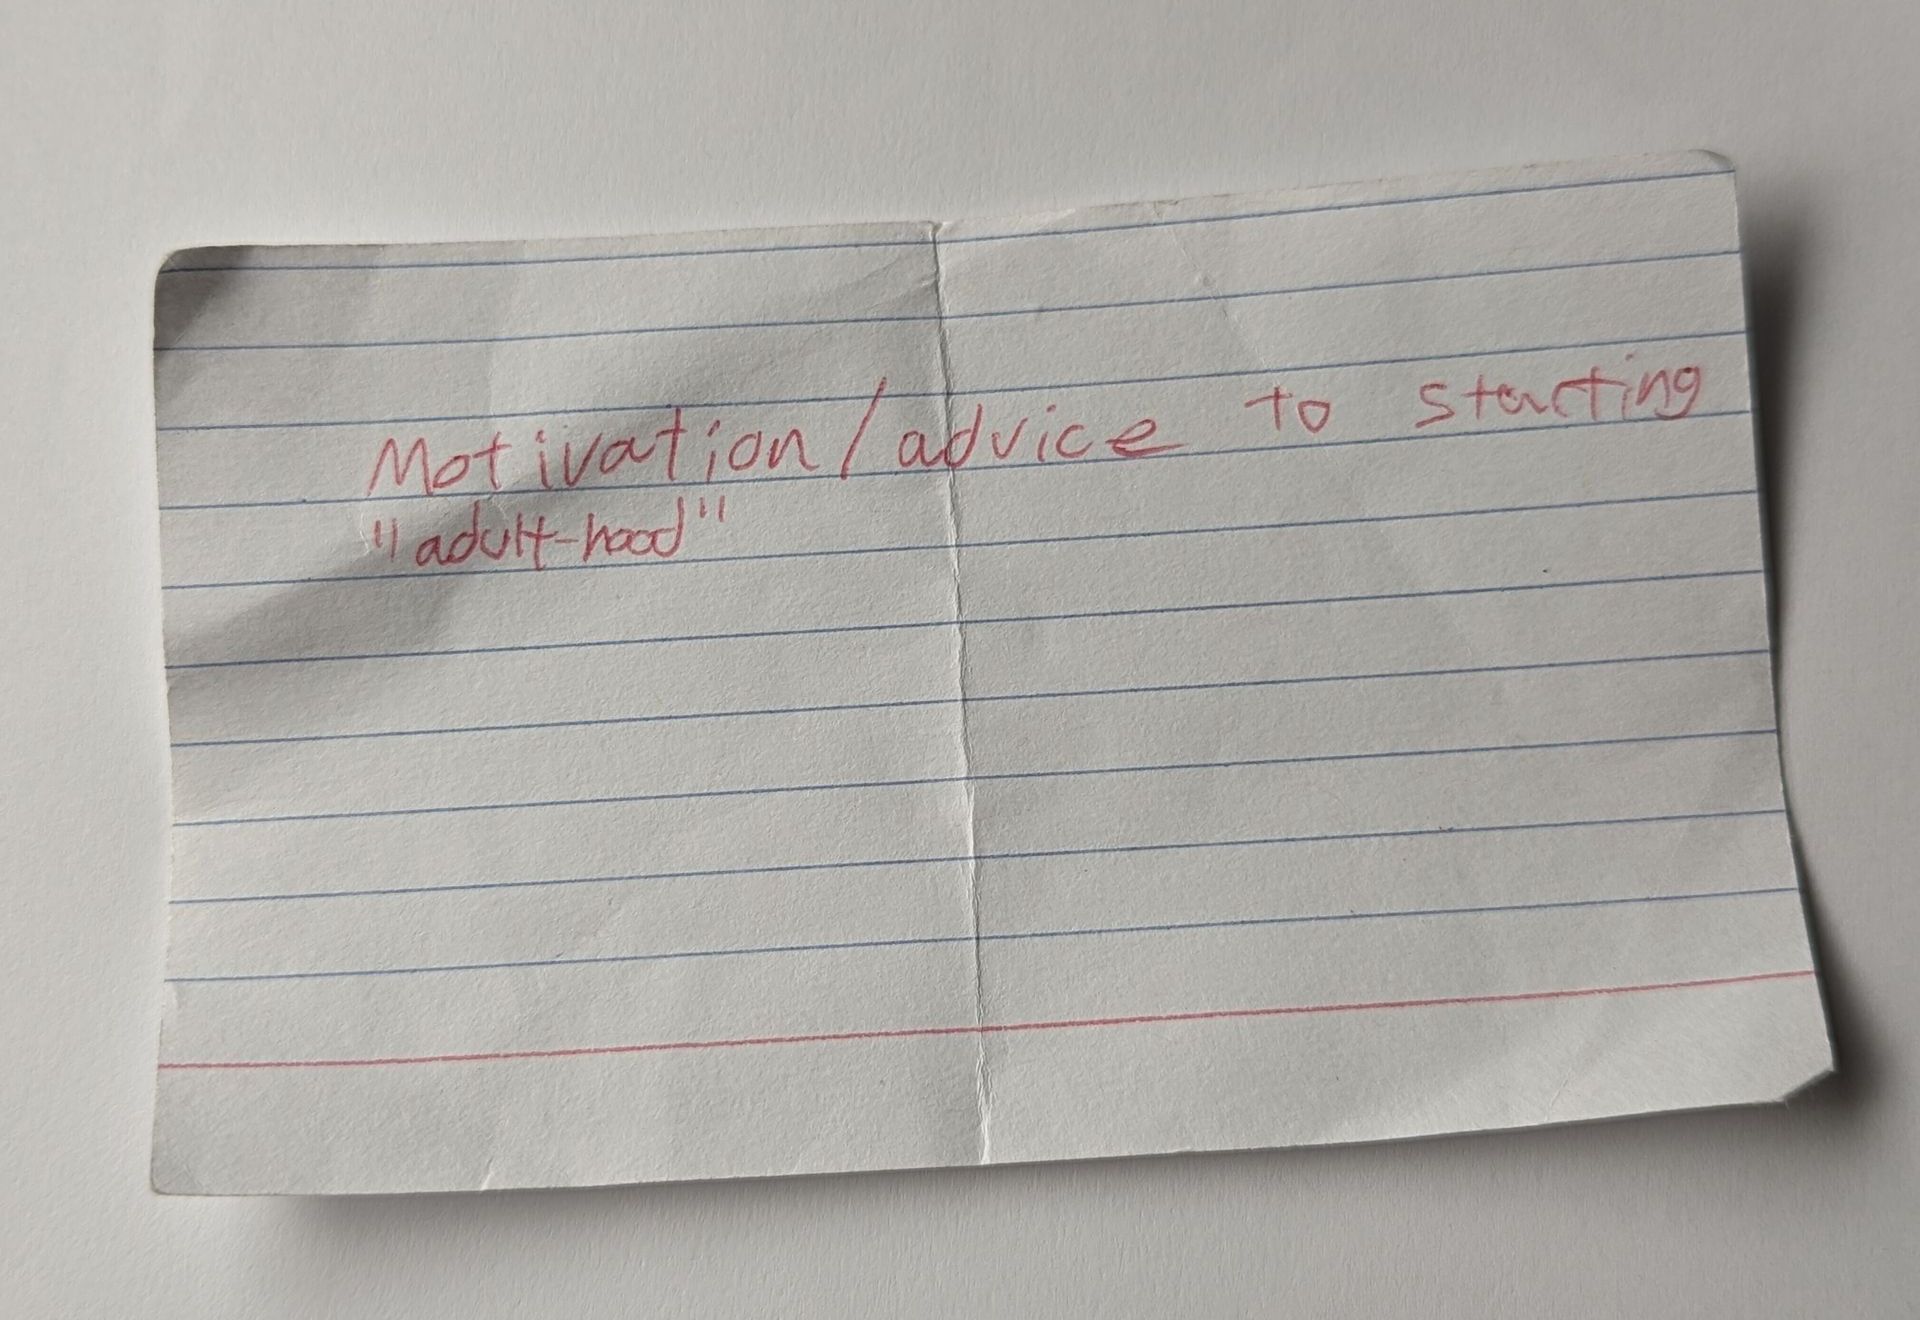 Motivation/advice to starting
"adult-hood"